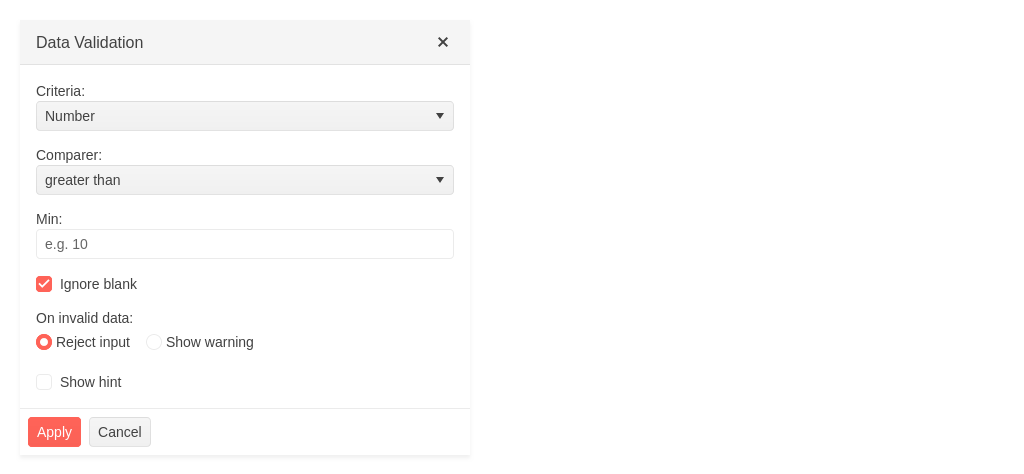 Data Validation
Criteria:
Number
Comparer:
greater than
Min:
e.g. 10
Ignore blank
On invalid data:
Reject input Show warning
Show hint
Apply Cancel